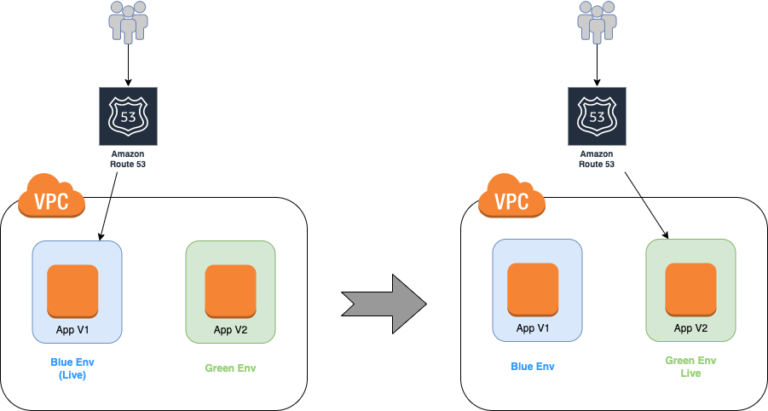 53
Amazon
Route 53
VPC
App V1
App V2
Blue Env
(Live)
Green Env
53
Amazon
Route 53
VPC
App V1
App V2
Blue Env
Green Env
Live